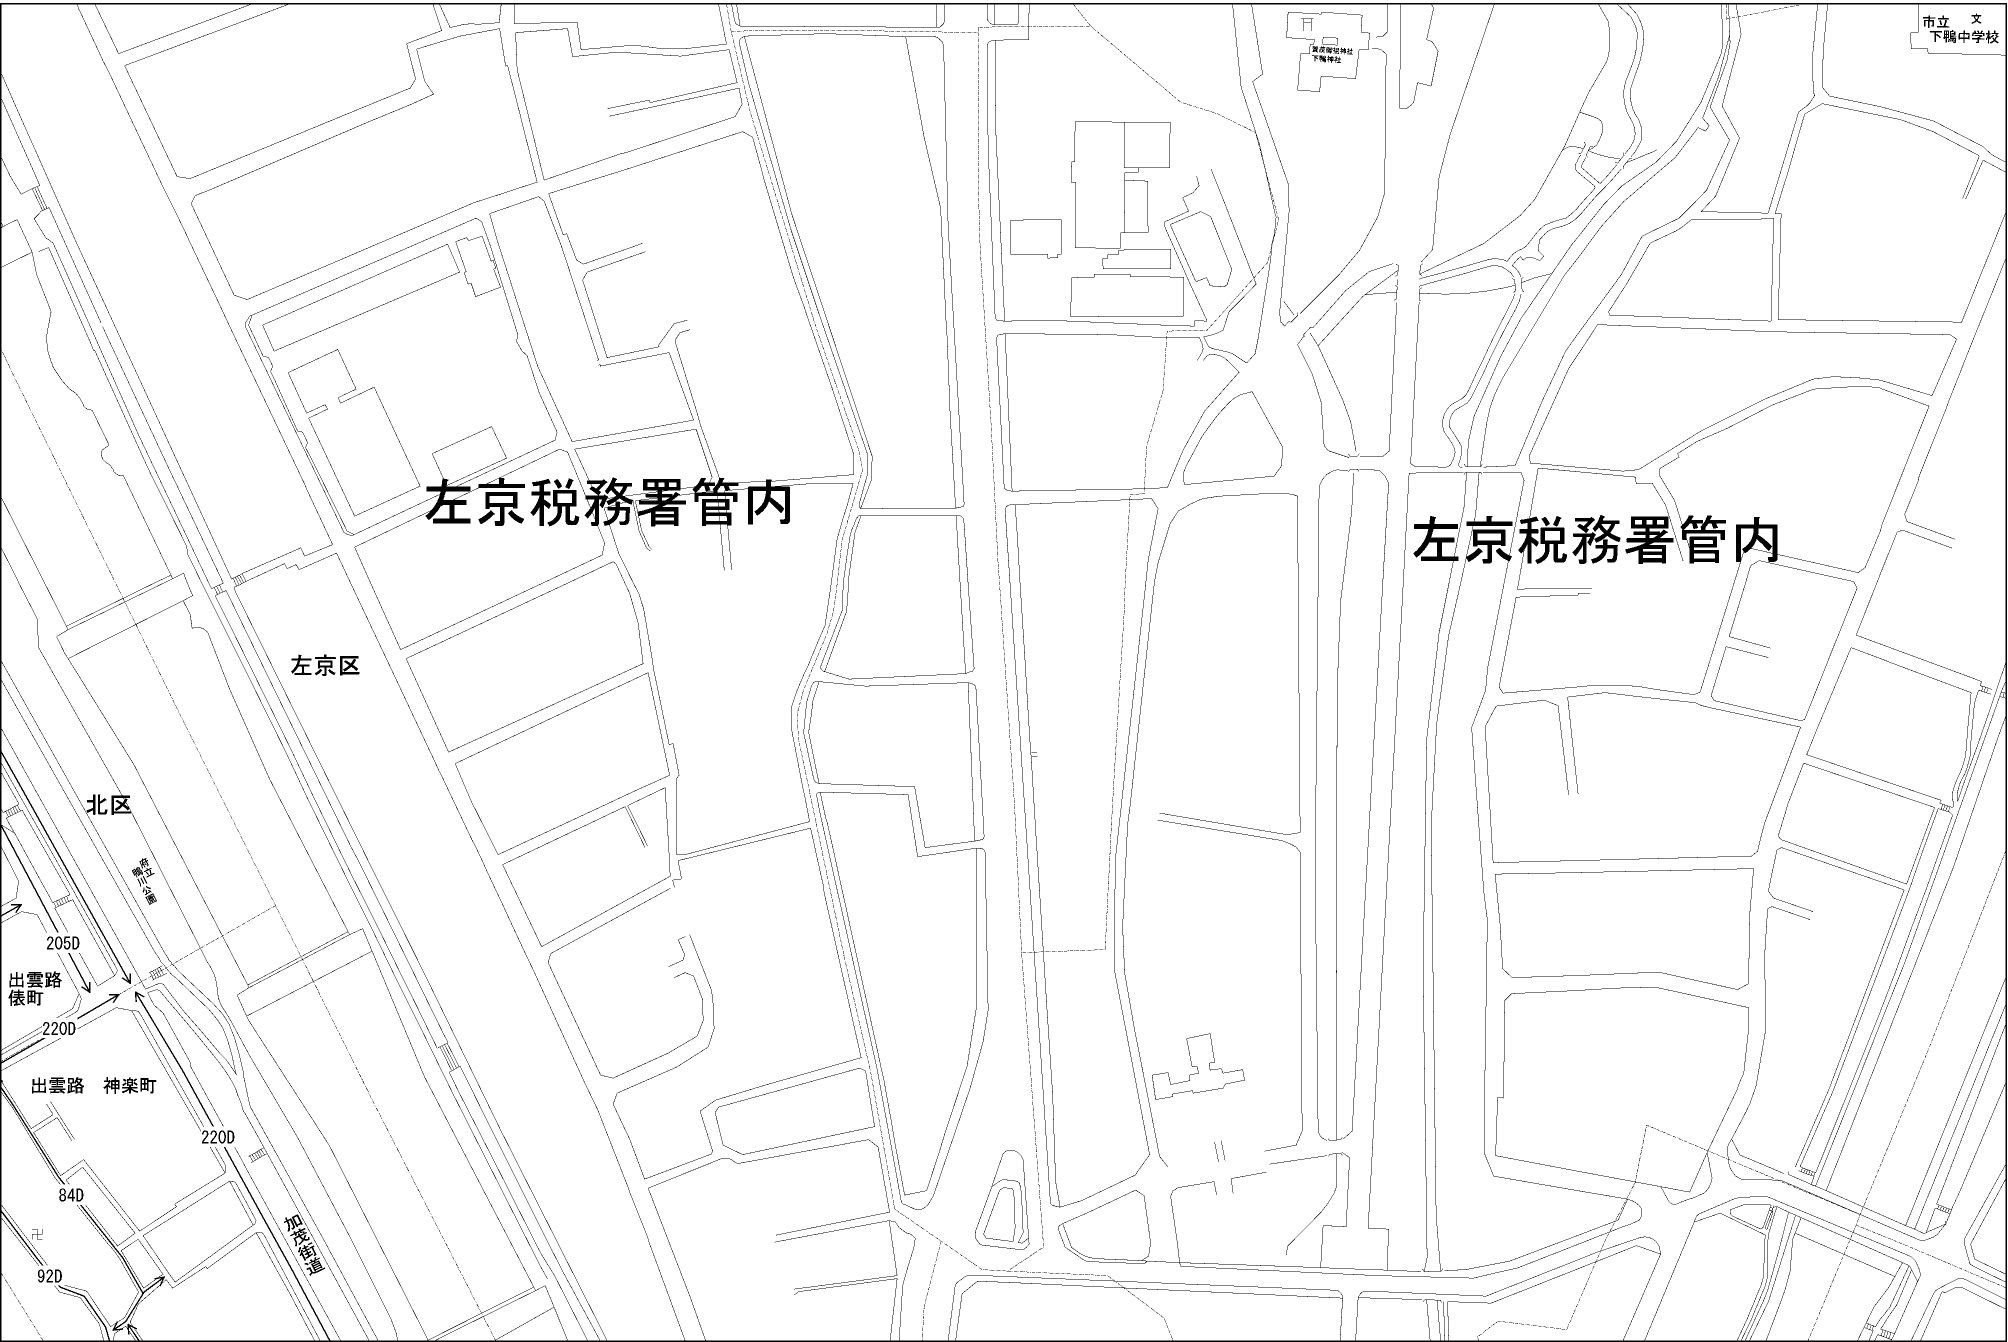 市立 文
下鴨中学校
賀茂御祖神社
下鴨神社
左京税務署管内
左京税務署管内
左京区
北区
府立
鴨川公園
205D
出雲路
俵町
220D
出雲路 神楽町
220D
84D
加茂街道
92D